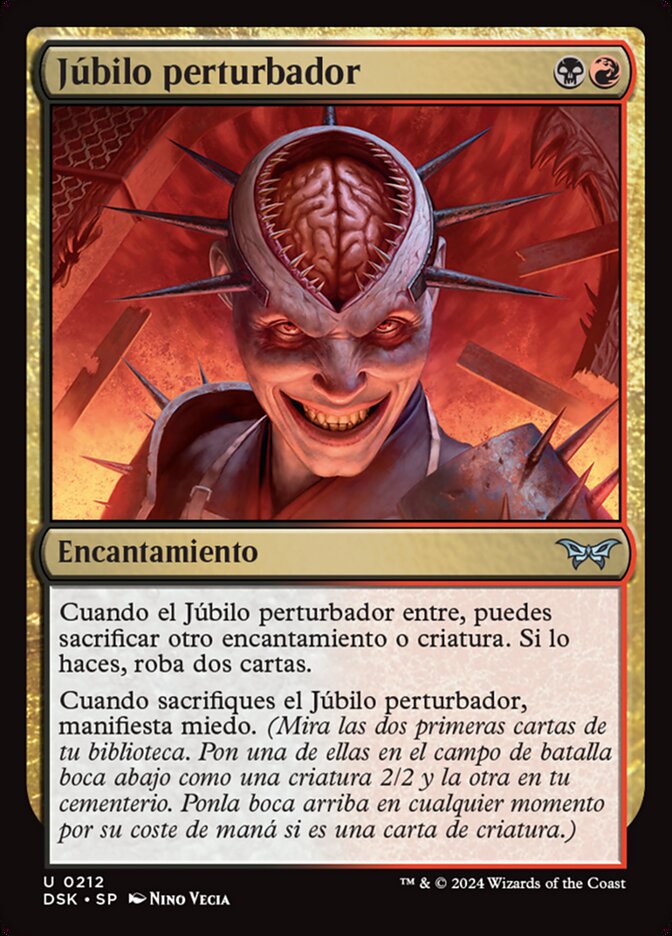 Júbilo perturbador
Encantamiento
Cuando el Júbilo perturbador entre, puedes
sacrificar otro encantamiento o criatura. Si lo
haces, roba dos cartas.
Cuando sacrifiques el Júbilo perturbador,
manifiesta miedo. (Mira las dos primeras cartas de
tu biblioteca. Pon una de ellas en el campo de batalla
boca abajo como una criatura 2/2 y la otra en tu
cementerio. Ponla boca arriba en cualquier momento
por su coste de maná si es una carta de criatura.)
U 0212
DSK • SP Nino Vecia
™ & © 2024 Wizards of the Coast